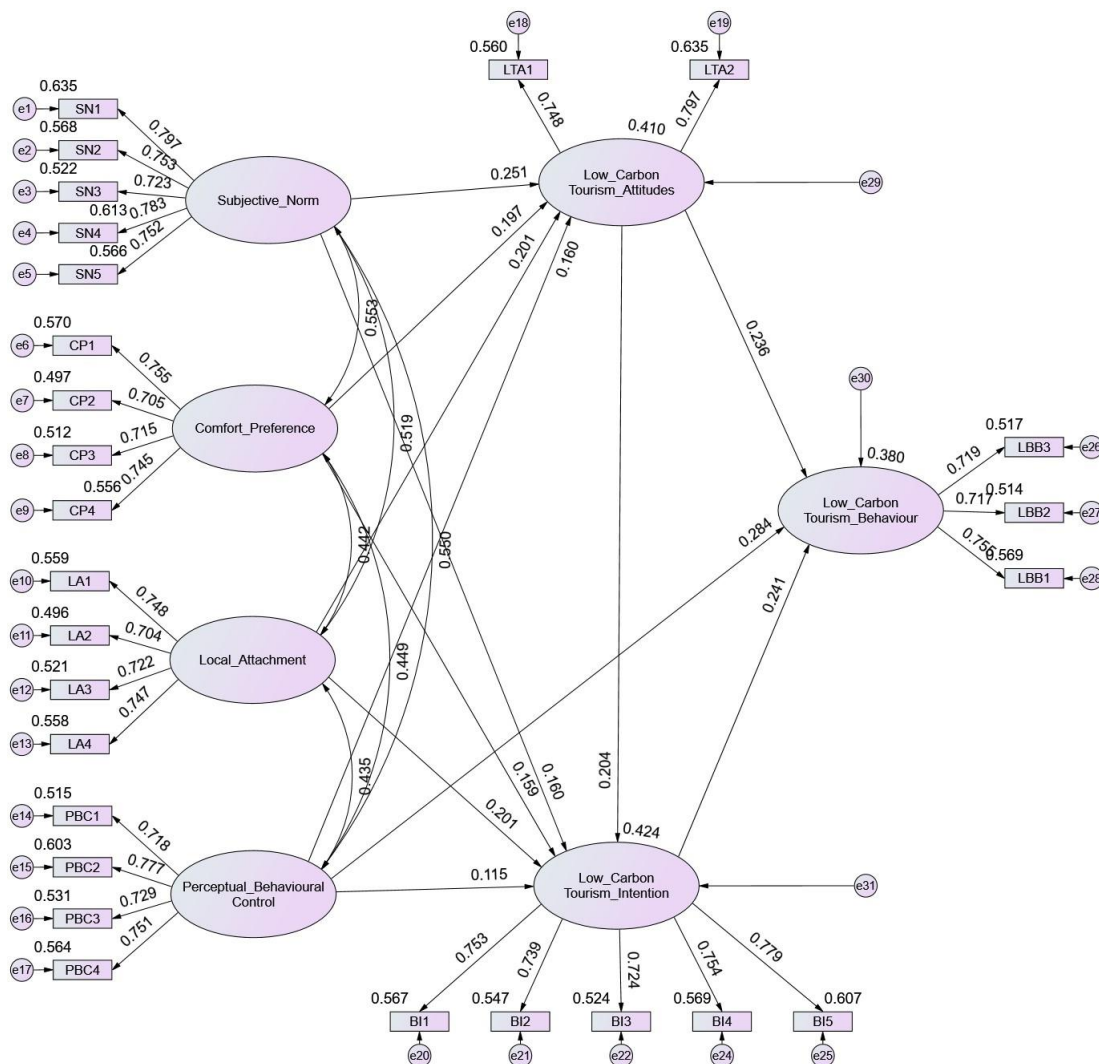 e18
e19
0.560
0.635
LTA1
LTA2
0.748
0.797
0.410
Low_Carbon
Tourism_Attitudes
e29
0.635
e1
SN1
0.797
0.568
e2
SN2
0.753
0.522
e3
SN3
0.723
0.613
e4
SN4
0.783
0.566
e5
SN5
0.752
Subjective_Norm
0.251
0.197
0.201
0.160
0.553
0.570
e6
CP1
0.755
0.497
e7
CP2
0.705
0.512
e8
CP3
0.715
0.556
e9
CP4
0.745
Comfort_Preference
0.519
0.442
0.550
0.236
e30
0.380
Low_Carbon
Tourism_Behaviour
0.517
0.719
LBB3
e26
0.514
0.717
LBB2
e27
0.569
0.756
LBB1
e28
0.284
0.241
0.559
e10
LA1
0.748
0.496
e11
LA2
0.704
0.521
e12
LA3
0.722
0.558
e13
LA4
0.747
Local_Attachment
0.449
0.435
0.159
0.160
0.204
0.201
0.515
e14
PBC1
0.718
0.603
e15
PBC2
0.777
0.531
e16
PBC3
0.729
0.564
e17
PBC4
0.751
Perceptual_Behavioural
Control
0.115
0.424
Low_Carbon
Tourism_Intention
e31
0.753
0.739
0.724
0.754
0.779
0.567
0.547
0.524
0.569
0.607
BI1
BI2
BI3
BI4
BI5
e20
e21
e22
e24
e25